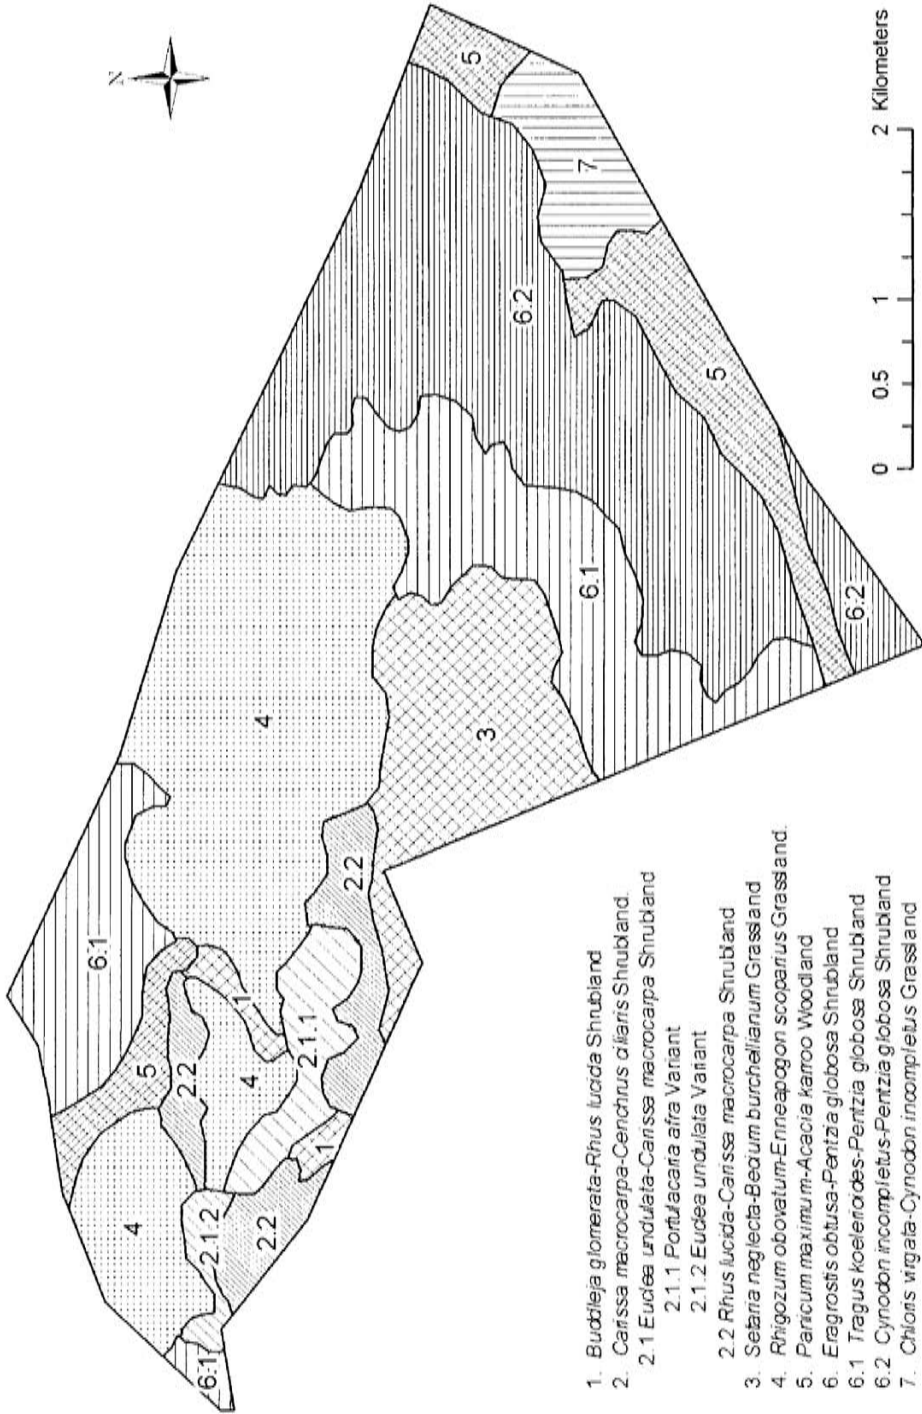 N
5
7
6.2
5
6.2
6.1
3
4
6.1
2.2
1
5
2.2
4
2.1.1
1
4
2.1.2
2.2
6.1
0 0.5 1 2 Kilometers
1. Buddleja glomerata-Rhus lucida Shrubland
2. Carissa macrocarpa-Cenchrus ciliaris Shrubland.
2.1 Euclea undulata-Carissa macrocarpa Shrubland
2.1.1 Portulacaria afra Variant
2.1.2 Euclea undulata Variant
2.2 Rhus lucida-Carissa macrocarpa Shrubland
3. Setaria neglecta-Becium burchellianum Grassland
4. Rhigozum obovatum-Enneapogon scoparius Grassland.
5. Panicum maximum-Acacia karroo Woodland
6. Eragrostis obtusa-Pentzia globosa Shrubland
6.1 Tragus koelerioides-Pentzia globosa Shrubland
6.2 Cynodon incompletus-Pentzia globosa Shrubland
7. Chloris virgata-Cynodon incompletus Grassland